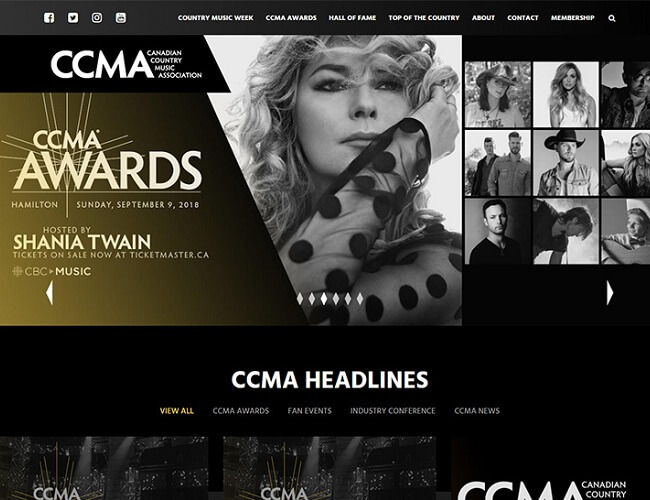 COUNTRY MUSIC WEEK CCMA AWARDS HALL OF FAME TOP OF THE COUNTRY ABOUT CONTACT MEMBERSHIP
CCMA CANADIAN
COUNTRY
MUSIC
ASSOCIATION
CCMA
AWARDS
HAMILTON SUNDAY, SEPTEMBER 9, 2018
HOSTED BY
SHANIA TWAIN
TICKETS ON SALE NOW AT TICKETMASTER.CA
CBC MUSIC
CCMA HEADLINES
VIEW ALL CCMA AWARDS FAN EVENTS INDUSTRY CONFERENCE CCMA NEWS
CCMA
CCMA
CCMA CANADIAN
COUNTRY